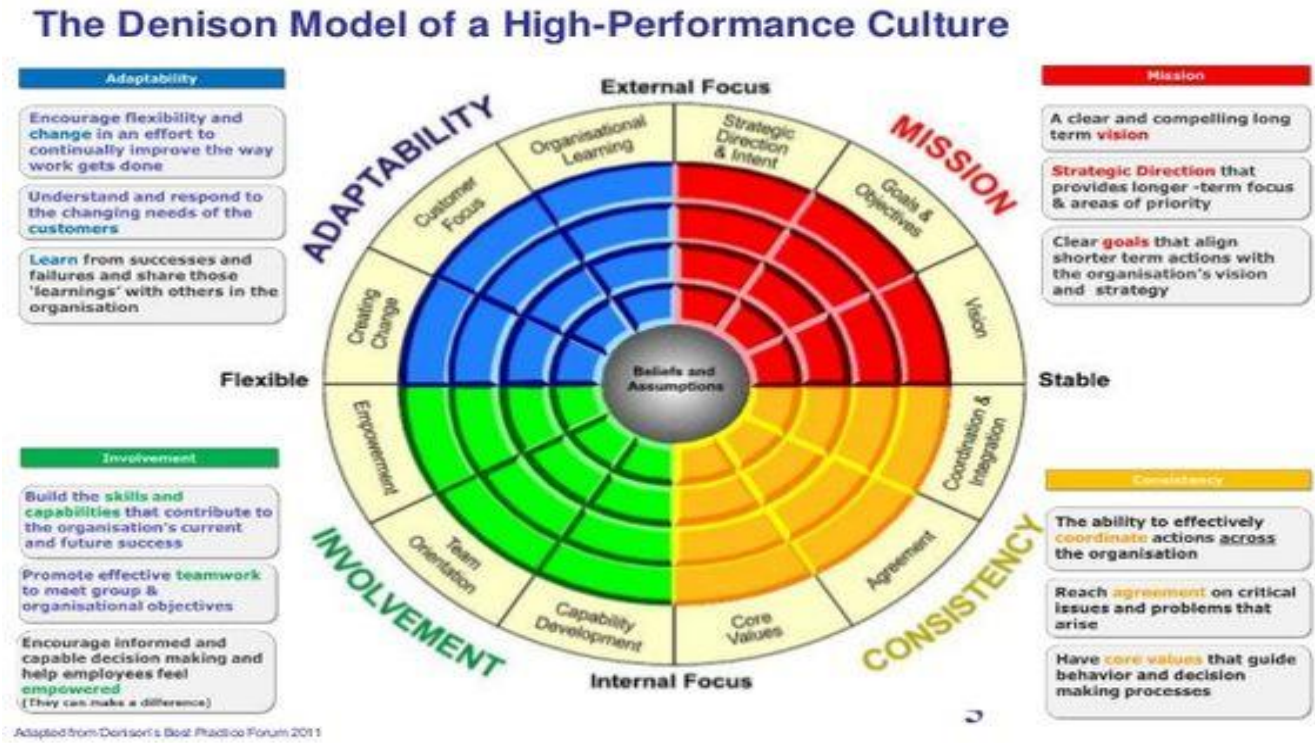 The Denison Model of a High-Performance Culture
Adaptability
Encourage flexibility and
change in an effort to
continually improve the way
work gets done
Understand and respond to
the changing needs of the
customers
Learn from successes and
failures and share those
'learnings' with others in the
organisation
External Focus
ADAPTABILITY
MISSION
Organisational
Learning
Strategic
Direction
& Intent
Customer
Focus
Goals &
Objectives
Creating
Change
Vision
Flexible
Beliefs and
Assumptions
Stable
Empowerment
Coordination &
Integration
Team
Orientation
Agreement
Capability
Development
Core
Values
INVOLVEMENT
CONSISTENCY
Internal Focus
Mission
A clear and compelling long
term vision
Strategic Direction that
provides longer -term focus
& areas of priority
Clear goals that align
shorter term actions with
the organisation's vision
and strategy
Involvement
Build the skills and
capabilities that contribute to
the organisation's current
and future success
Promote effective teamwork
to meet group &
organisational objectives
Encourage informed and
capable decision making and
help employees feel
empowered
(They can make a difference)
Consistency
The ability to effectively
coordinate actions across
the organisation
Reach agreement on critical
issues and problems that
arise
Have core values that guide
behavior and decision
making processes
Adapted from Denison's Best Practice Forum 2011